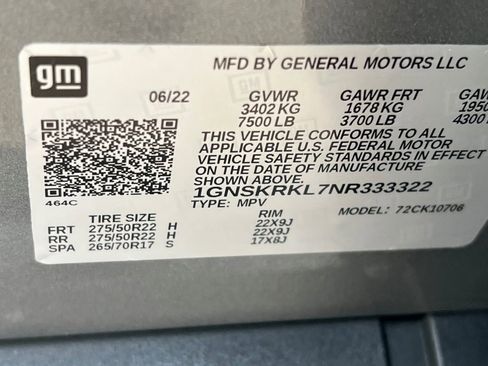 gm
MFD BY GENERAL MOTORS LLC
06/22 GVWR GAWR FRT
3402 KG 1678 KG 1950
7500 LB 3700 LB 4300
THIS VEHICLE CONFORMS TO ALL
APPLICABLE U.S. FEDERAL MOTOR
VEHICLE SAFETY STANDARDS IN EFFECT
ON THE DATE OF MANUFACTURE
SHOWN ABOVE.
1GNSKRKL7NR333322
464C TYPE: MPV MODEL: 72CK10706
TIRE SIZE RIM
FRT 275/50R22 H 22X9J
RR 275/50R22 H 22X9J
SPA 265/70R17 S 17X8J